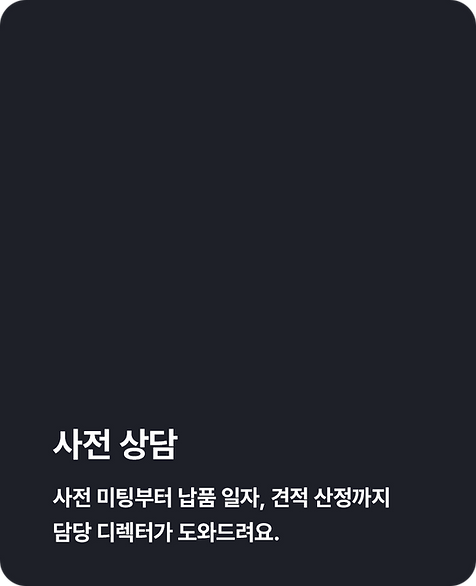 사전 상담
사전 미팅부터 납품 일자, 견적 산정까지
담당 디렉터가 도와드려요.